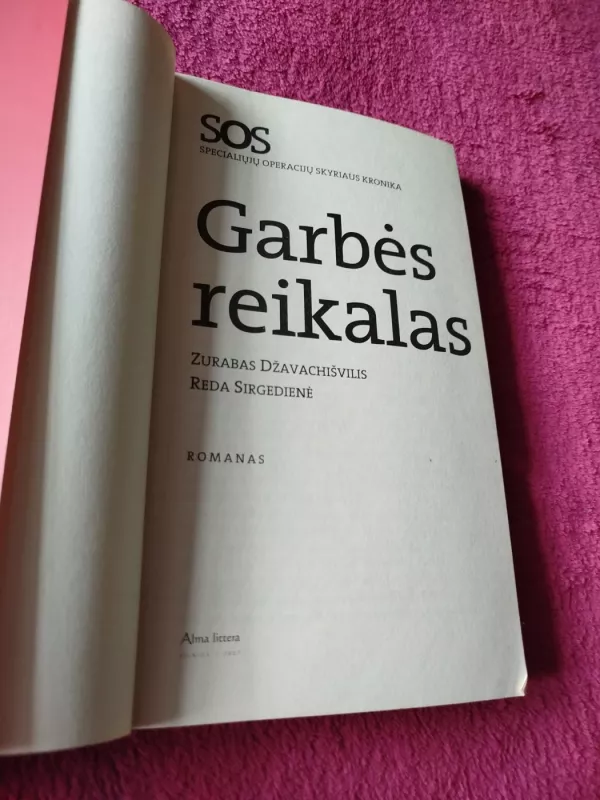 SOS
SPECIALIŲJŲ OPERACIJŲ SKYRIAUS KRONIKA
Garbės
reikalas
ZURABAS DŽAVACHIŠVILIS
REDA SIRGEDIENĖ
ROMANAS
Alma littera